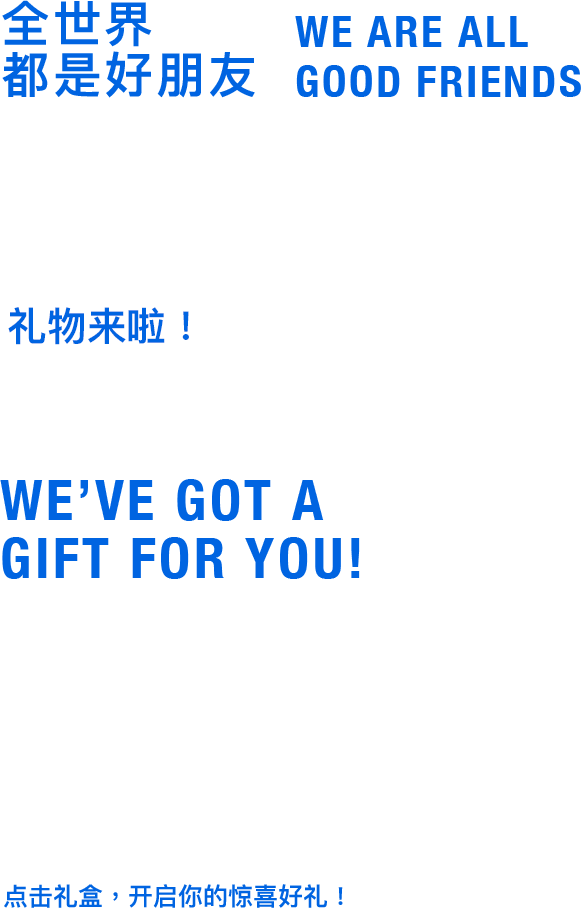 全世界
都是好朋友
WE ARE ALL
GOOD FRIENDS
礼物来啦！
WE’VE GOT A
GIFT FOR YOU!
点击礼盒，开启你的惊喜好礼！